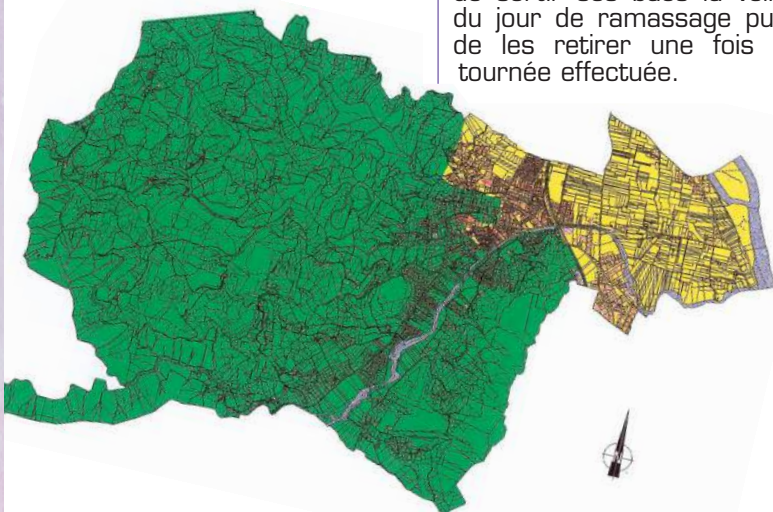 du jour de ramassage pu
de les retirer une fois
tournée effectuée.